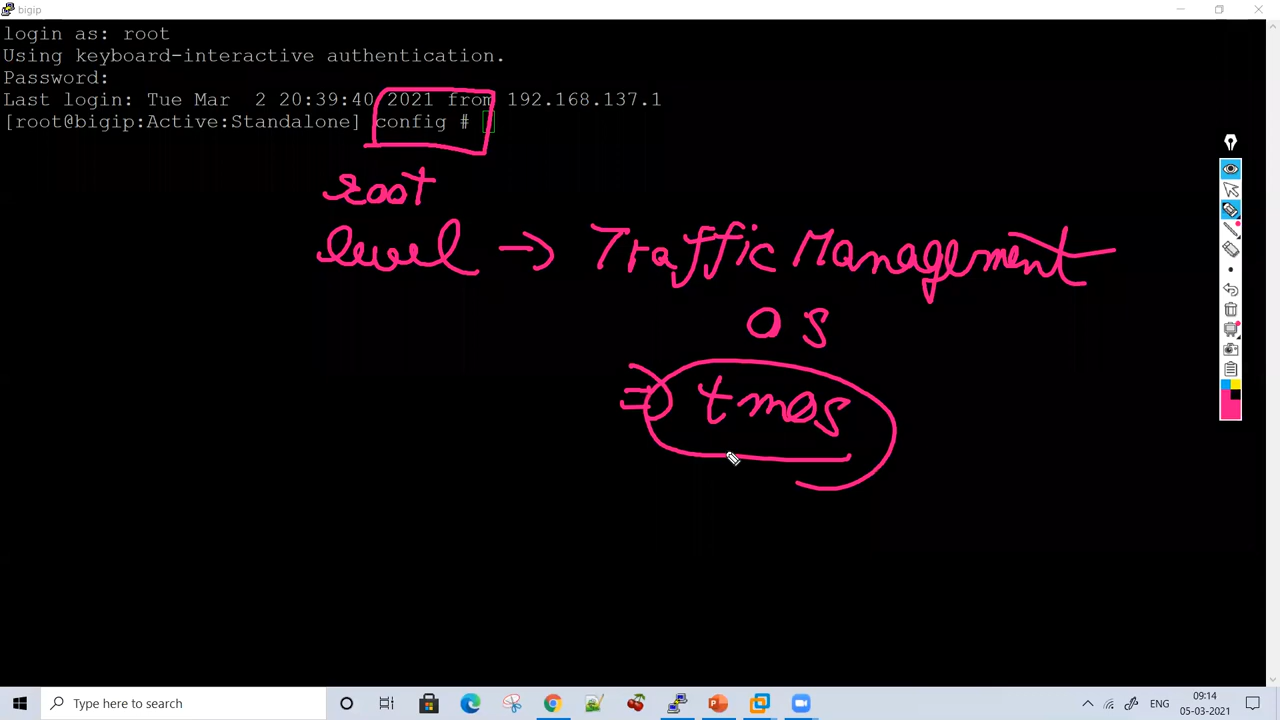 bigip
login as: root
Using keyboard-interactive authentication.
Password:
Last login: Tue Mar  2 20:39:40 2021 from 192.168.137.1
[root@bigip:Active:Standalone] config #
root
level → Traffic Management
OS
⇒ tmos
Type here to search
ENG
09:14
05-03-2021